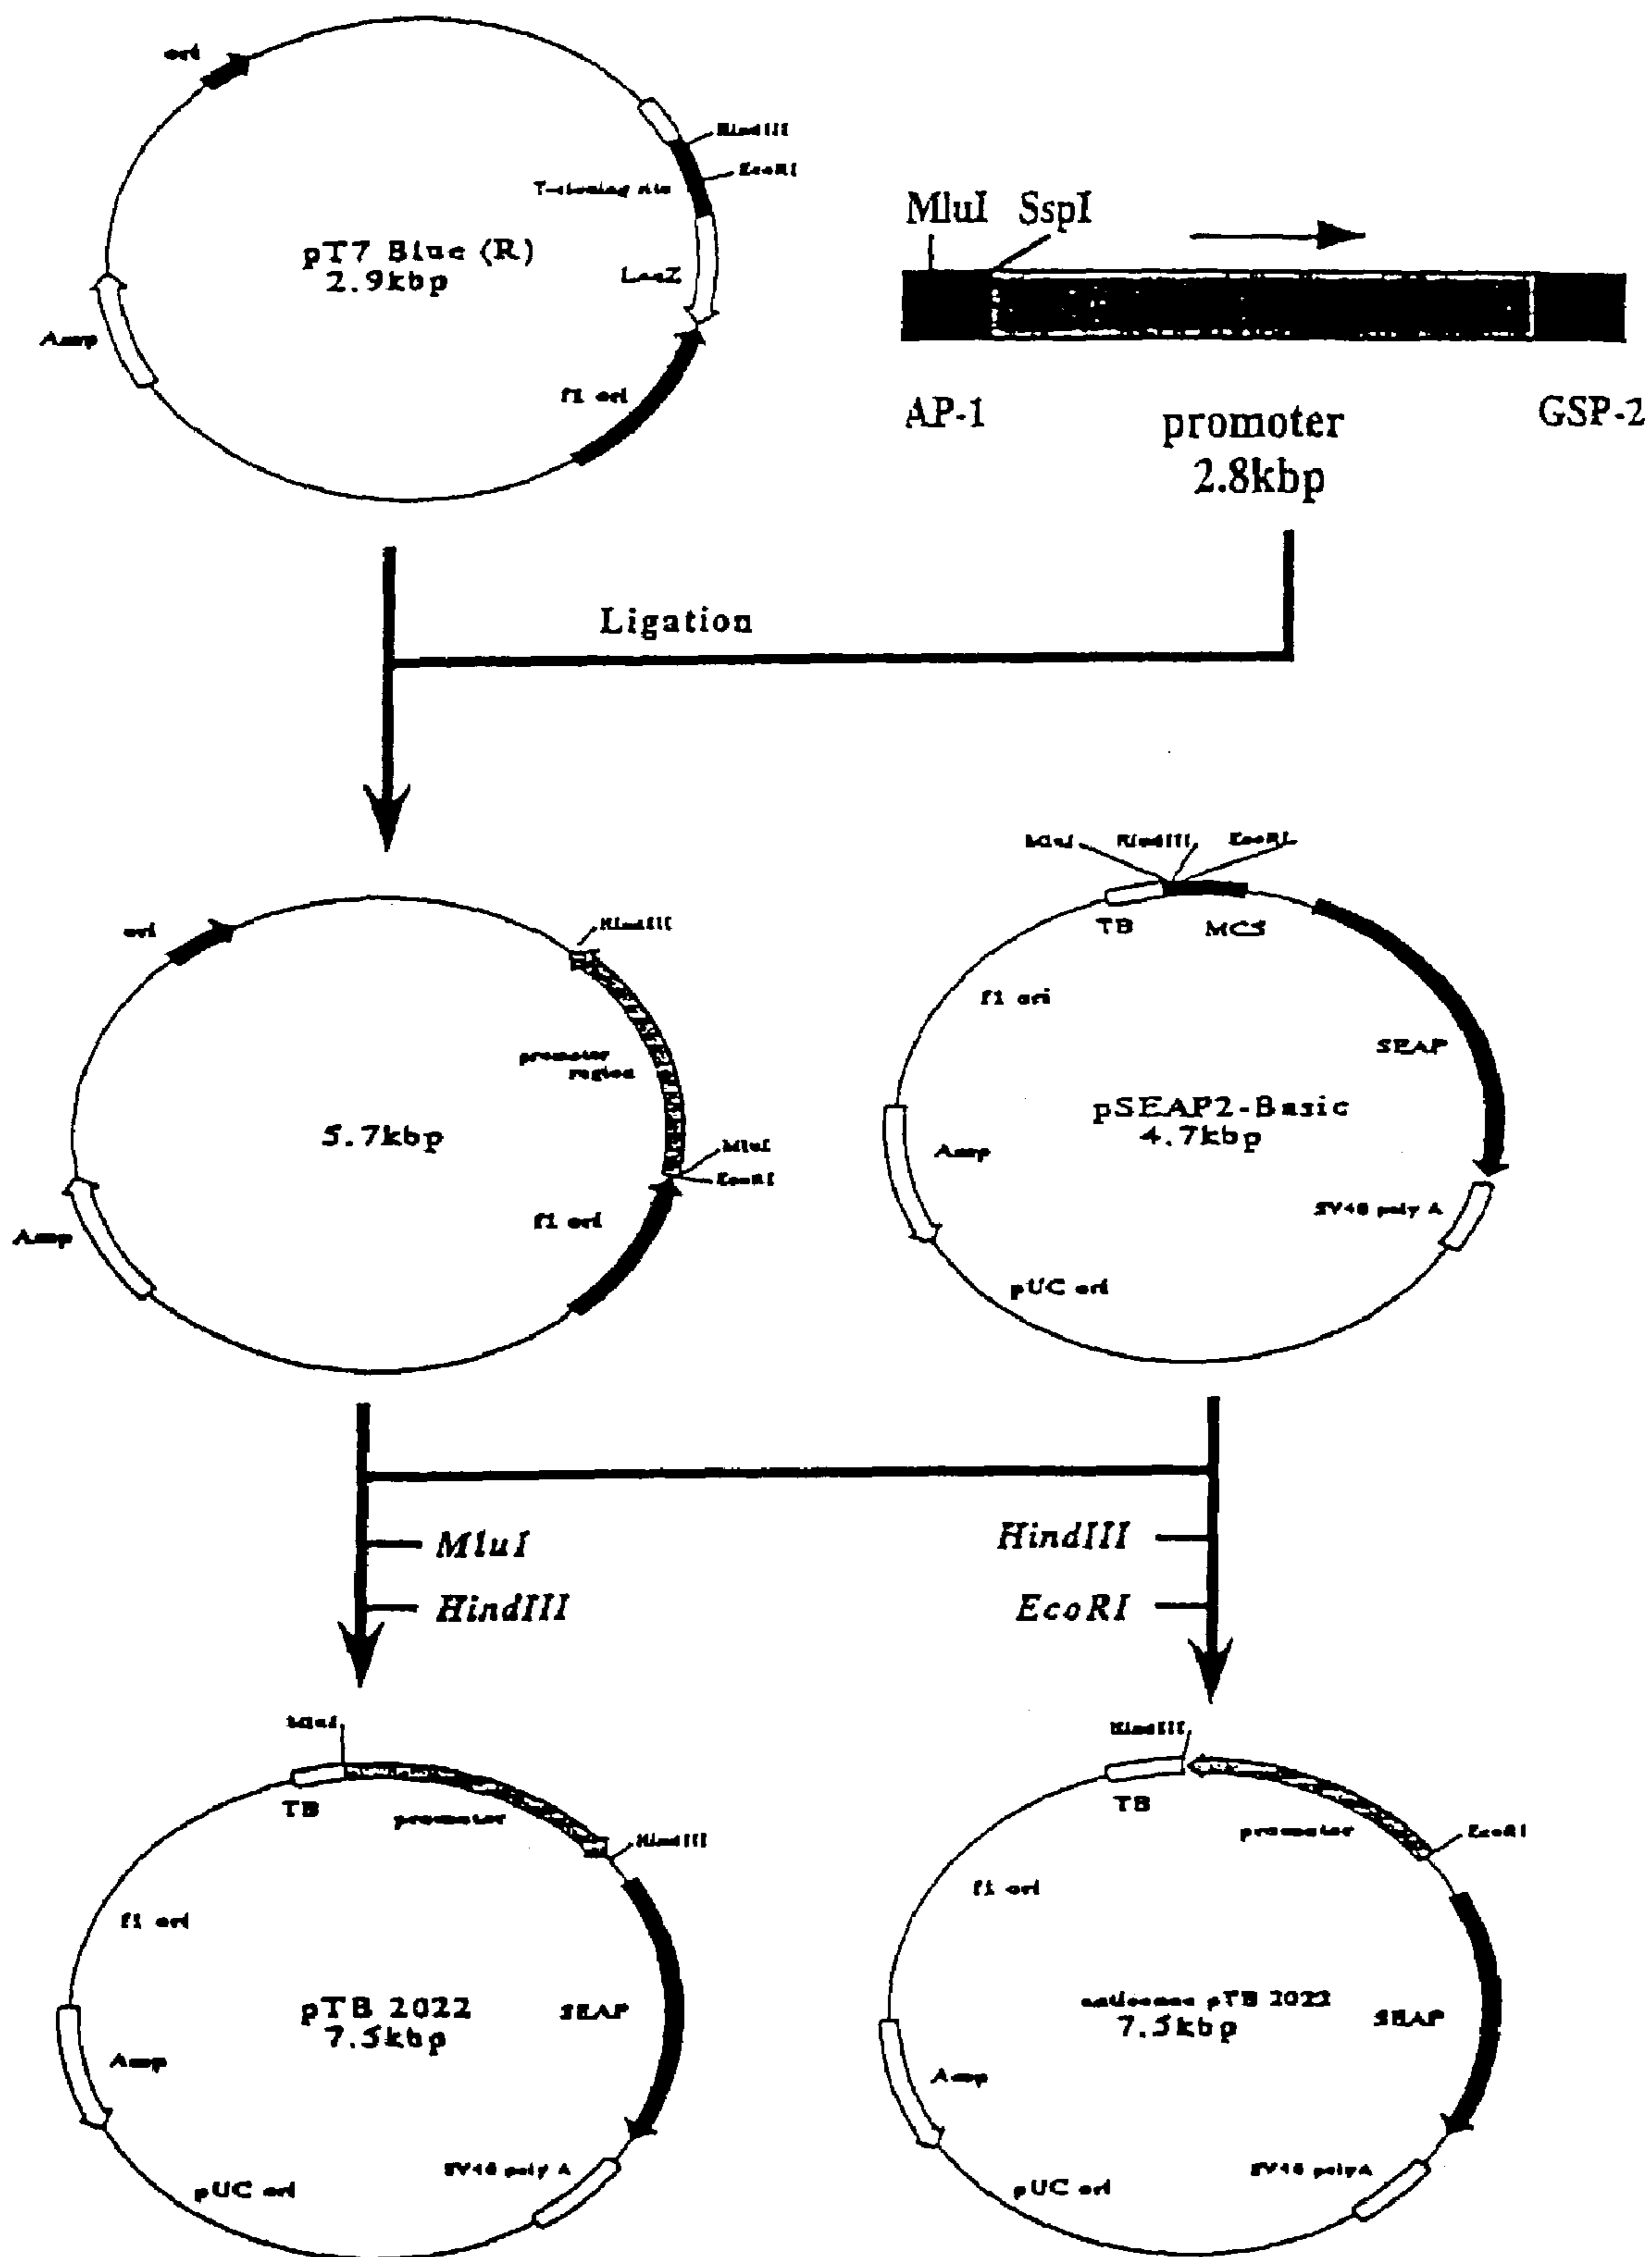 ori
HindIII
EcoRI
T-cloning site
pT7 Blue (R)
2.9kbp
LacZ
Amp
f1 ori
MluI SspI
AP-1
promoter
2.8kbp
GSP-2
Ligation
ori
HindIII
promoter
region
5.7kbp
MluI
EcoRI
Amp
f1 ori
MluI
HindIII
EcoRI
TB
MCS
f1 ori
SEAP
pSEAP2-Basic
4.7kbp
Amp
SV40 poly A
pUC ori
MluI
HindIII
HindIII
EcoRI
MluI
TB
promoter
HindIII
f1 ori
pTB 2022
7.5kbp
SEAP
Amp
SV40 poly A
pUC ori
HindIII
TB
promoter
EcoRI
f1 ori
antisense pTB 2022
7.5kbp
SEAP
Amp
SV40 polyA
pUC ori